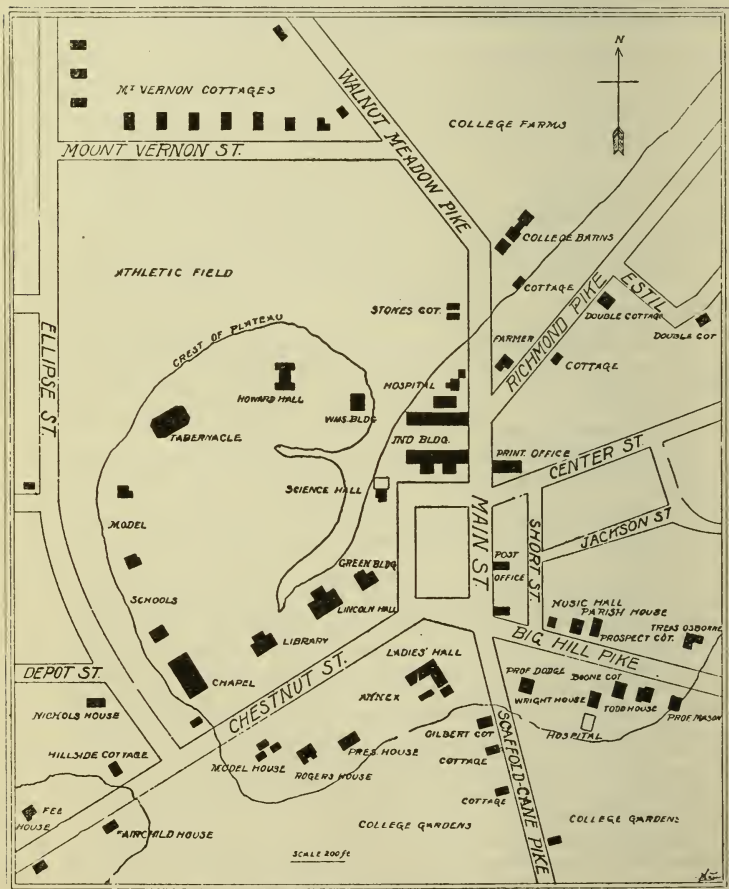 N
Mᵀ VERNON COTTAGES
WALNUT MEADOW PIKE
COLLEGE FARMS
MOUNT VERNON ST.
COLLEGE BARNS
ATHLETIC FIELD
COTTAGE
RICHMOND PIKE
ESTIL
DOUBLE COTTAGE
DOUBLE COT
STOKES COT.
CREST OF PLATEAU
ELLIPSE ST.
FARMER
COTTAGE
HOSPITAL
HOWARD HALL
WMS. BLDG
TABERNACLE
IND BLDG.
PRINT. OFFICE
CENTER ST.
SCIENCE HALL
MAIN ST.
SHORT ST.
JACKSON ST
MODEL
SCHOOLS
POST
OFFICE
GREEN BLDG
LINCOLN HALL
MUSIC HALL
PARISH HOUSE
PROSPECT COT.
TREAS OSBORNE
BIG HILL PIKE
LIBRARY
LADIES' HALL
ANNEX
CHAPEL
CHESTNUT ST.
DEPOT ST.
PROF DODGE
BOONE COT
WRIGHT HOUSE
TODD HOUSE
PROF. MASON
HOSPITAL
NICHOLS HOUSE
HILLSIDE COTTAGE
MODEL HOUSE
ROGERS HOUSE
PRES. HOUSE
GILBERT COT
COTTAGE
SCAFFOLD-CANE PIKE
COTTAGE
FEE
HOUSE
FAIRCHILD HOUSE
COLLEGE GARDENS
COLLEGE GARDENS
SCALE 200 ft